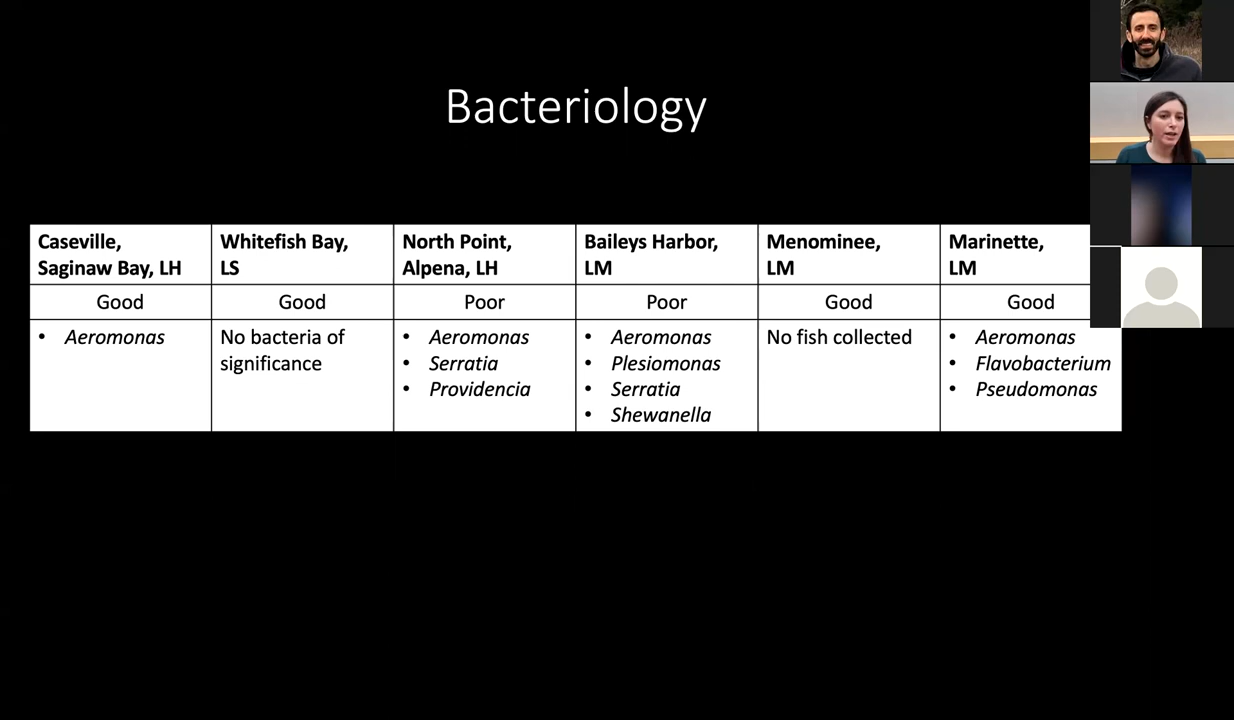 Bacteriology
Caseville,
Saginaw Bay, LH
Whitefish Bay,
LS
North Point,
Alpena, LH
Baileys Harbor,
LM
Menominee,
LM
Marinette,
LM
Good
Good
Poor
Poor
Good
Good
• Aeromonas
No bacteria of
significance
• Aeromonas
• Serratia
• Providencia
• Aeromonas
• Plesiomonas
• Serratia
• Shewanella
No fish collected
• Aeromonas
• Flavobacterium
• Pseudomonas